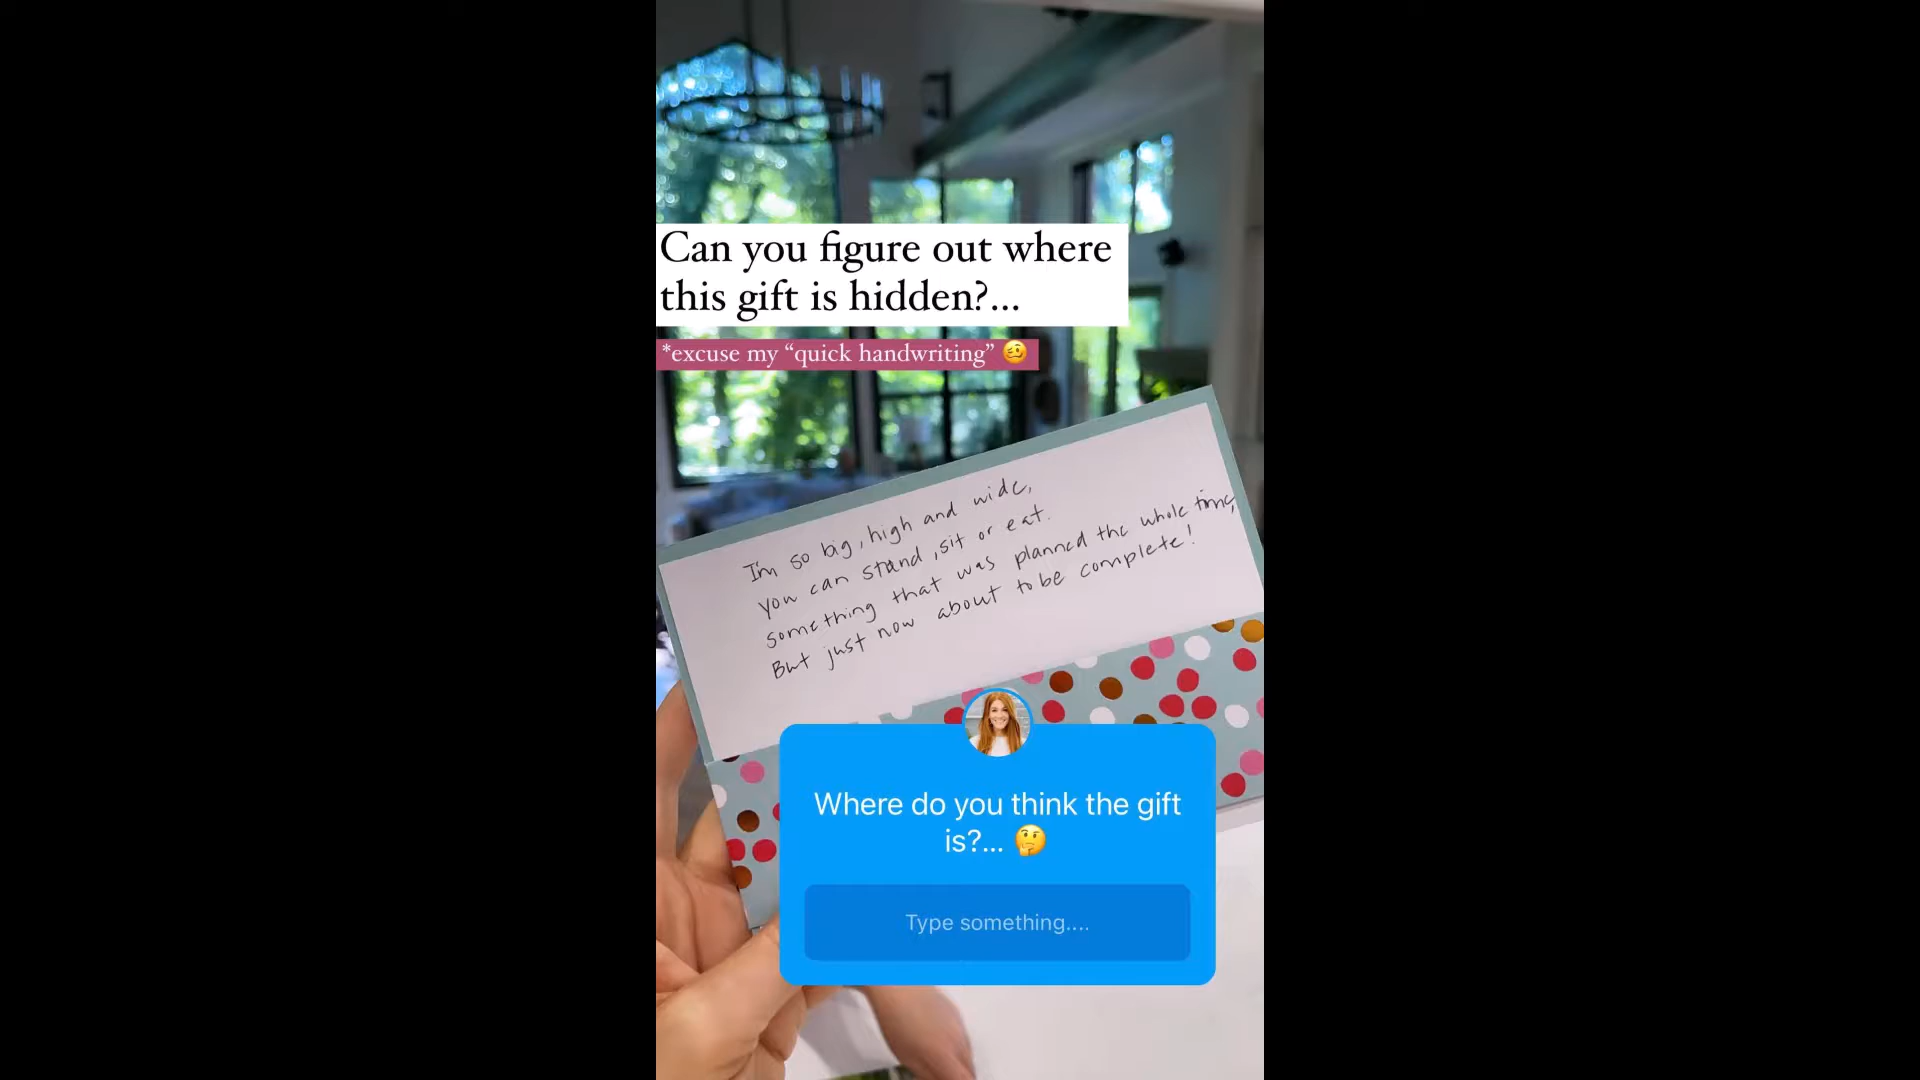 Can you figure out where
this gift is hidden?...
*excuse my “quick handwriting” 🥴
I'm so big, high and wide,
you can stand, sit or eat.
something that was planned the whole time,
But just now about to be complete!
Where do you think the gift
is?... 🤔
Type something....